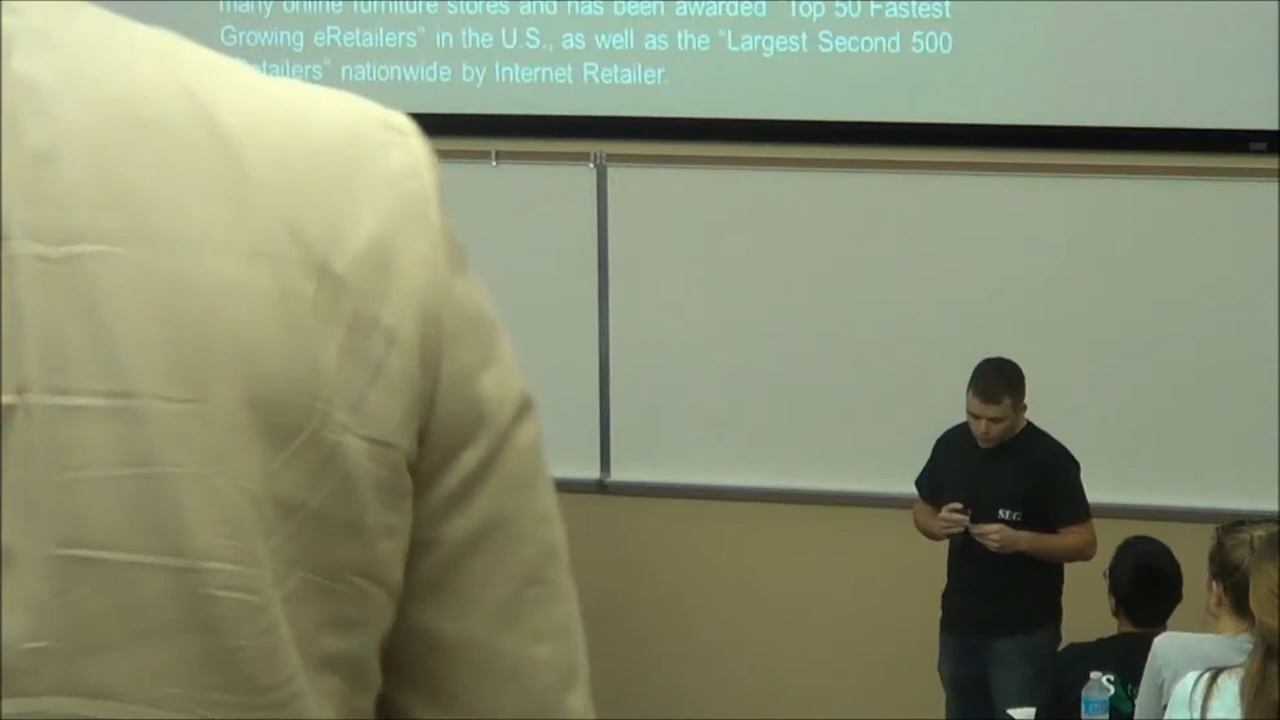 many online furniture stores and has been awarded "Top 50 Fastest
Growing eRetailers" in the U.S., as well as the "Largest Second 500
nationwide by Internet Retailer.
SEG
S